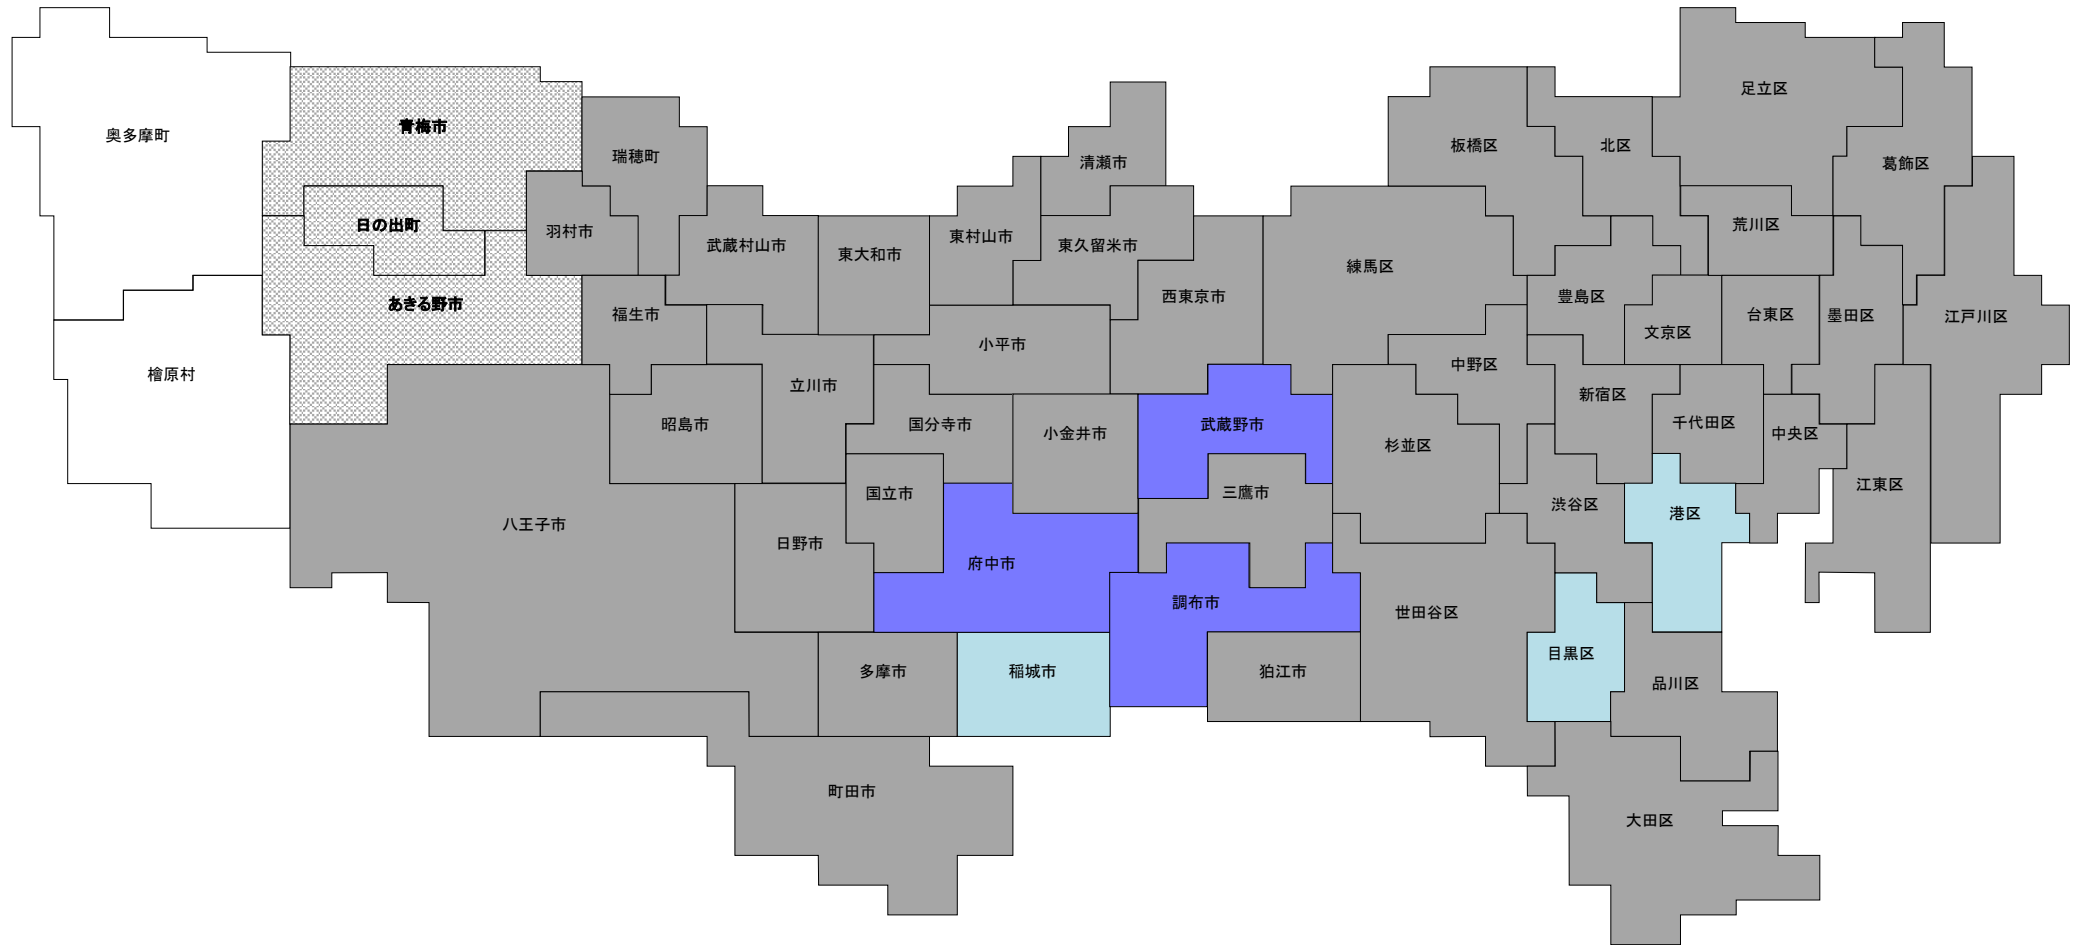 足立区
青梅市
奥多摩町
板橋区
北区
瑞穂町
清瀬市
葛飾区
日の出町
羽村市
荒川区
武蔵村山市
東村山市
東久留米市
東大和市
練馬区
西東京市
豊島区
あきる野市
福生市
台東区
墨田区
江戸川区
文京区
小平市
檜原村
中野区
立川市
新宿区
昭島市
国分寺市
武蔵野市
千代田区
小金井市
中央区
杉並区
国立市
三鷹市
江東区
渋谷区
港区
八王子市
日野市
府中市
調布市
世田谷区
目黒区
多摩市
稲城市
狛江市
品川区
町田市
大田区